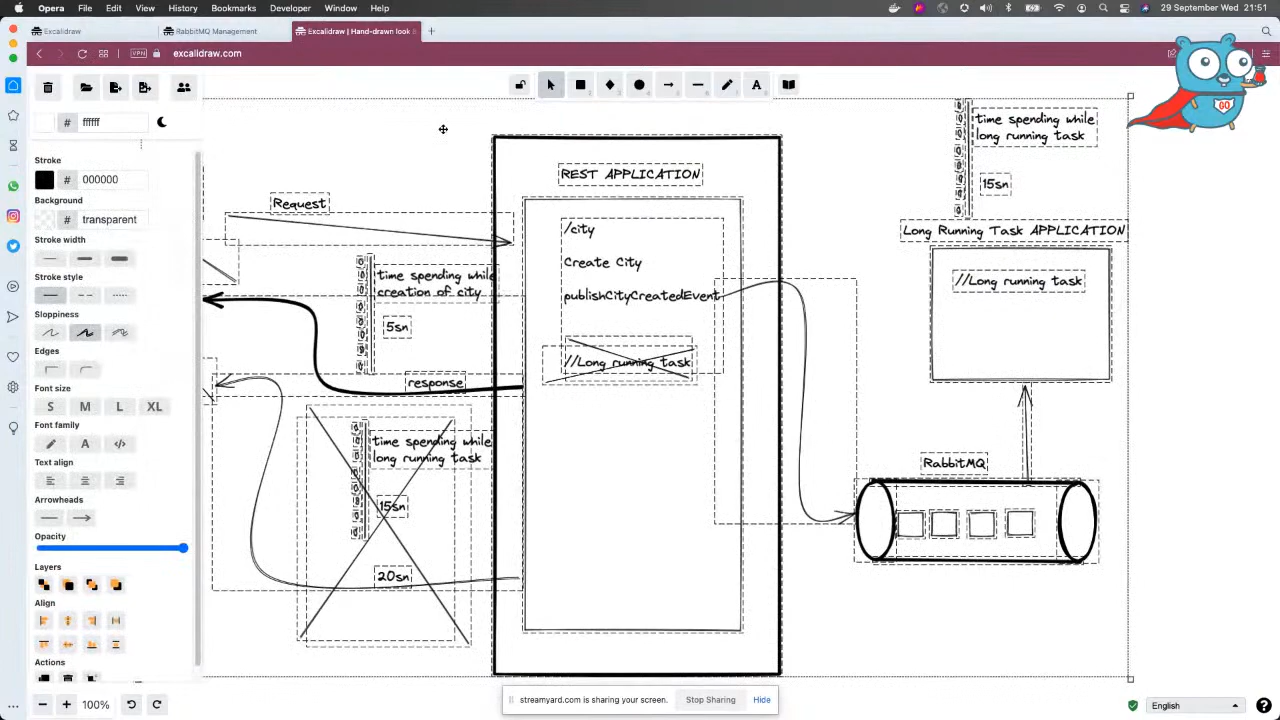 Opera File Edit View History Bookmarks Developer Window Help
28 September Wed 21:51
Excalidraw
RabbitMQ Management
Excalidraw | Hand-drawn look &
VPN excalidraw.com
# ffffff
Stroke
# 000000
Background
# transparent
Stroke width
Stroke style
Sloppiness
Edges
Font size
S M L XL
Font family
A </>
Text align
Arrowheads
Opacity
Layers
Align
Actions
100%
A
GO
Request
time spending while
creation of city
5sn
response
time spending while
long running task
15sn
20sn
REST APPLICATION
/city
Create City
publishCityCreatedEvent
//Long running task
time spending while
long running task
15sn
Long Running Task APPLICATION
//Long running task
RabbitMQ
streamyard.com is sharing your screen. Stop Sharing Hide
English